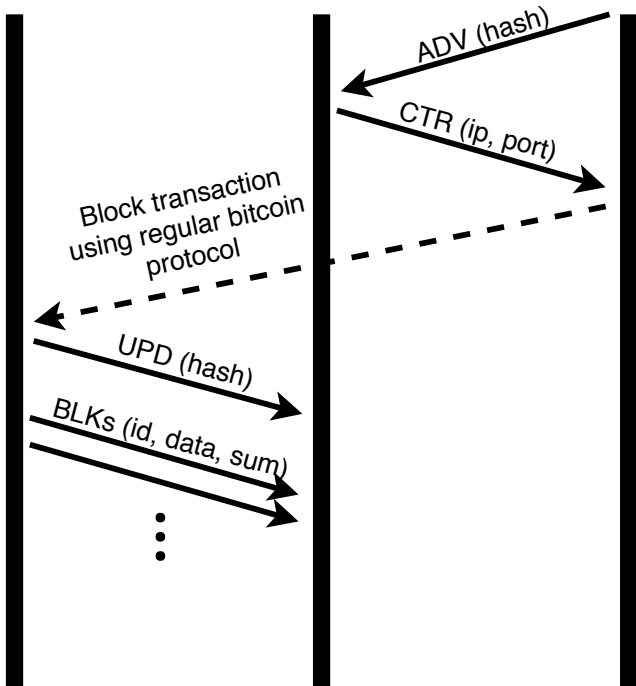 ADV (hash)
CTR (ip, port)
Block transaction
using regular bitcoin
protocol
UPD (hash)
BLKs (id, data, sum)